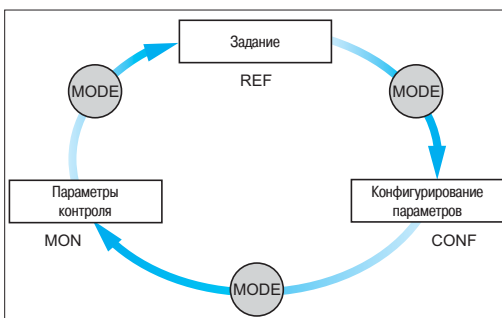 Задание
REF
MODE
MODE
Параметры
контроля
MON
Конфигурирование
параметров
CONF
MODE